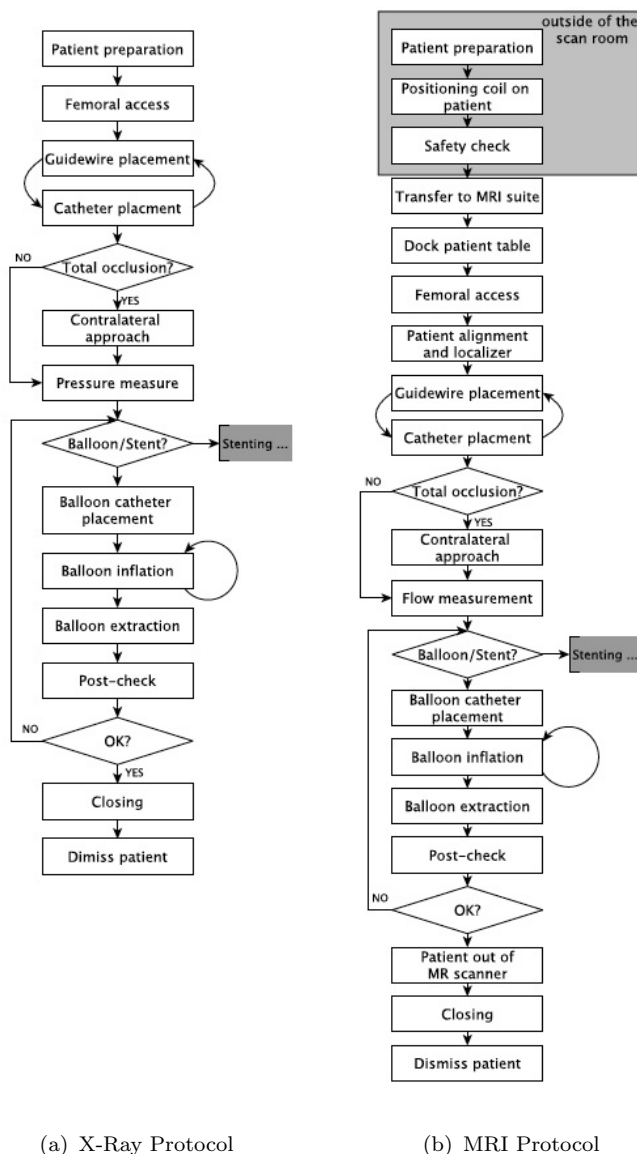 Patient preparation
Femoral access
Guidewire placement
Catheter placment
Total occlusion?
NO
YES
Contralateral
approach
Pressure measure
Balloon/Stent?
Stenting ...
Balloon catheter
placement
Balloon inflation
Balloon extraction
Post-check
NO
OK?
YES
Closing
Dimiss patient
(a) X-Ray Protocol
outside of the
scan room
Patient preparation
Positioning coil on
patient
Safety check
Transfer to MRI suite
Dock patient table
Femoral access
Patient alignment
and localizer
Guidewire placement
Catheter placment
NO
Total occlusion?
YES
Contralateral
approach
Flow measurement
Balloon/Stent?
Stenting ...
Balloon catheter
placement
Balloon inflation
Balloon extraction
Post-check
NO
OK?
Patient out of
MR scanner
Closing
Dismiss patient
(b) MRI Protocol